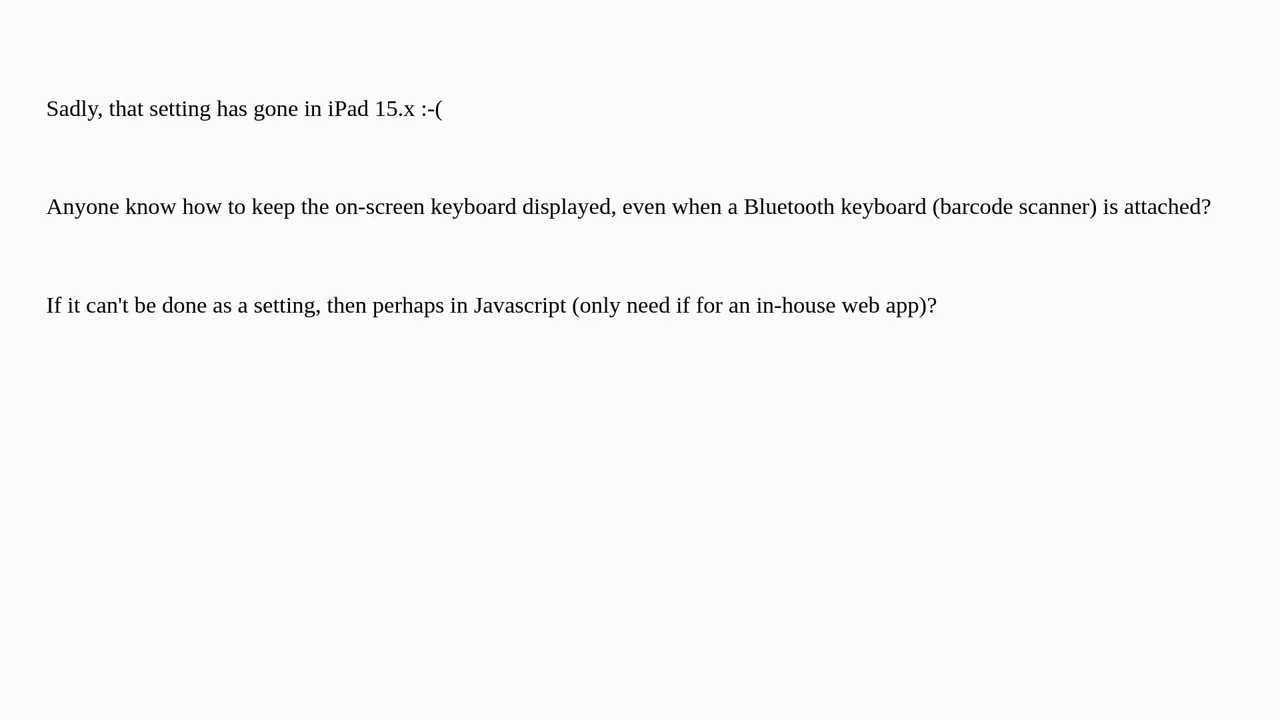 Sadly, that setting has gone in iPad 15.x :-(
Anyone know how to keep the on-screen keyboard displayed, even when a Bluetooth keyboard (barcode scanner) is attached?
If it can't be done as a setting, then perhaps in Javascript (only need if for an in-house web app)?